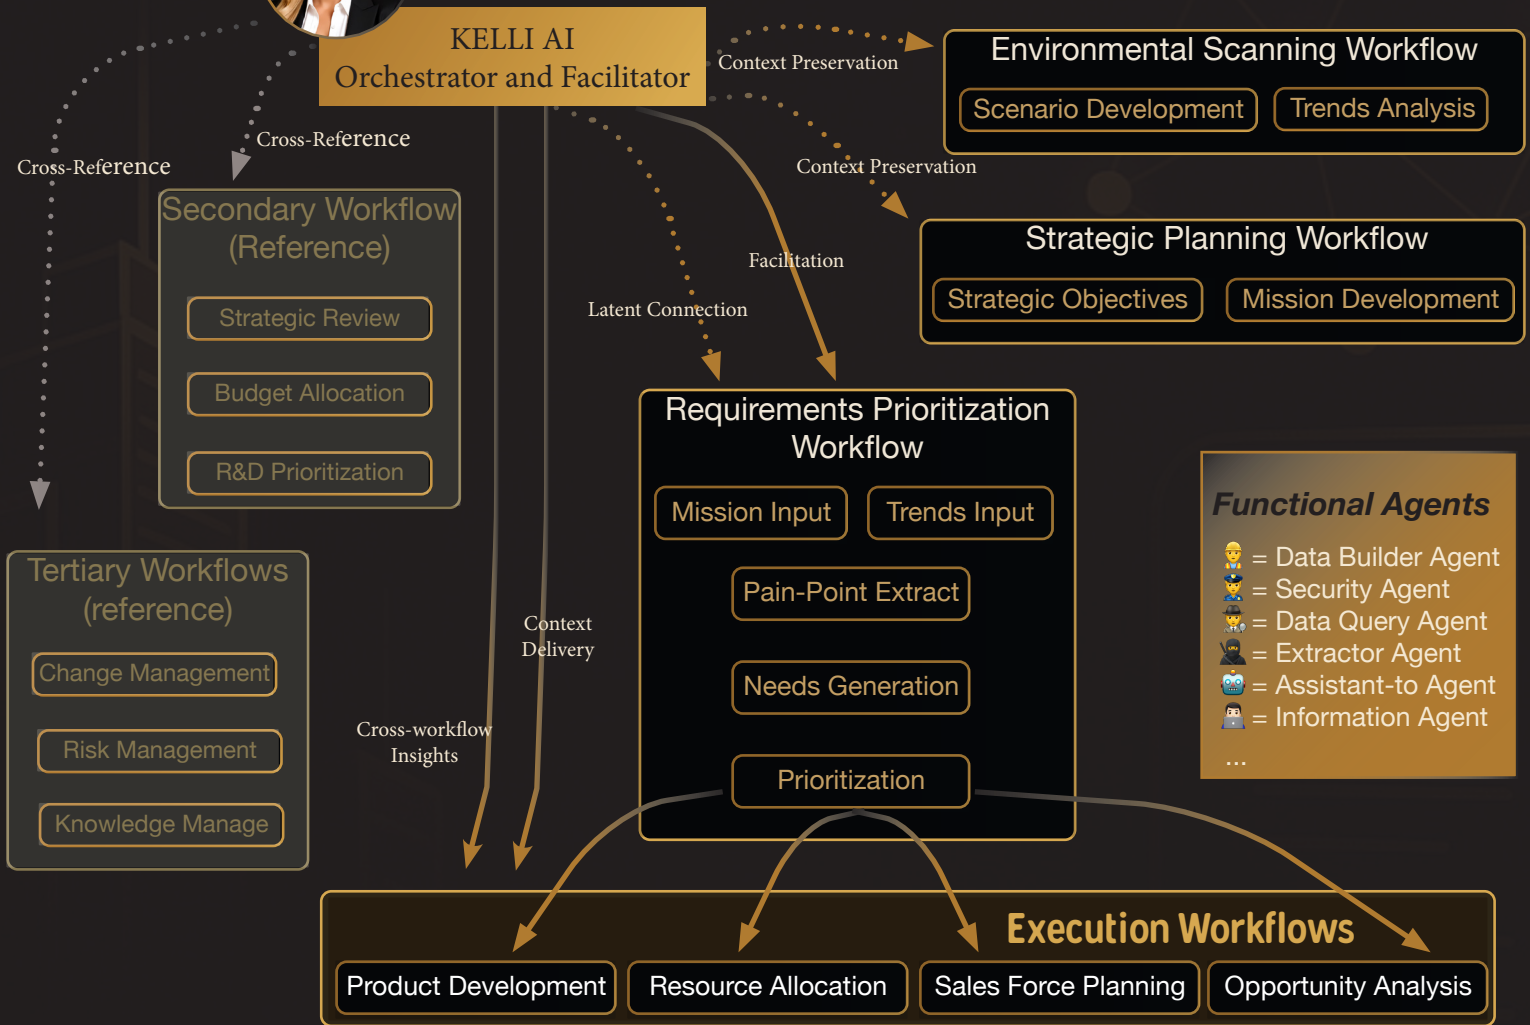 KELLI AI
Orchestrator and Facilitator
Context Preservation
Environmental Scanning Workflow
Scenario Development
Trends Analysis
Cross-Reference
Cross-Reference
Context Preservation
Secondary Workflow
(Reference)
Strategic Review
Budget Allocation
R&D Prioritization
Strategic Planning Workflow
Strategic Objectives
Mission Development
Facilitation
Latent Connection
Requirements Prioritization
Workflow
Mission Input
Trends Input
Pain-Point Extract
Needs Generation
Prioritization
Functional Agents
= Data Builder Agent
= Security Agent
= Data Query Agent
= Extractor Agent
= Assistant-to Agent
= Information Agent
...
Tertiary Workflows
(reference)
Change Management
Risk Management
Knowledge Manage
Context
Delivery
Cross-workflow
Insights
Execution Workflows
Product Development
Resource Allocation
Sales Force Planning
Opportunity Analysis